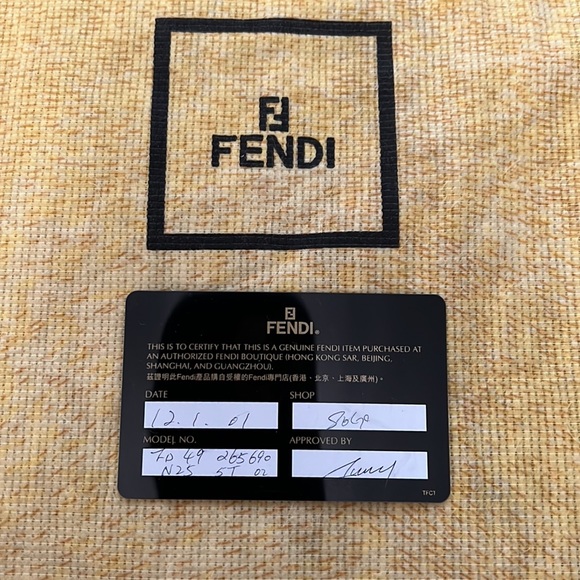 FENDI
FENDI®
THIS IS TO CERTIFY THAT THIS IS A GENUINE FENDI ITEM PURCHASED AT
AN AUTHORIZED FENDI BOUTIQUE (HONG KONG SAR, BEIJING,
SHANGHAI, AND GUANGZHOU).
茲證明此Fendi產品購自受權的Fendi專門店(香港、北京、上海及廣州)。
DATE SHOP
12.1.01
MODEL NO. APPROVED BY
FD 49 265690
N25 5T 02
TFC1